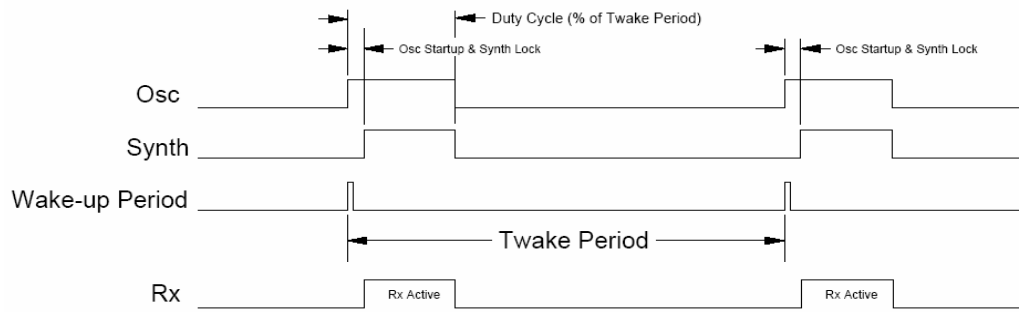 Duty Cycle (% of Twake Period)
Osc Startup & Synth Lock
Osc Startup & Synth Lock
Osc
Synth
Wake-up Period
Twake Period
Rx
Rx Active
Rx Active